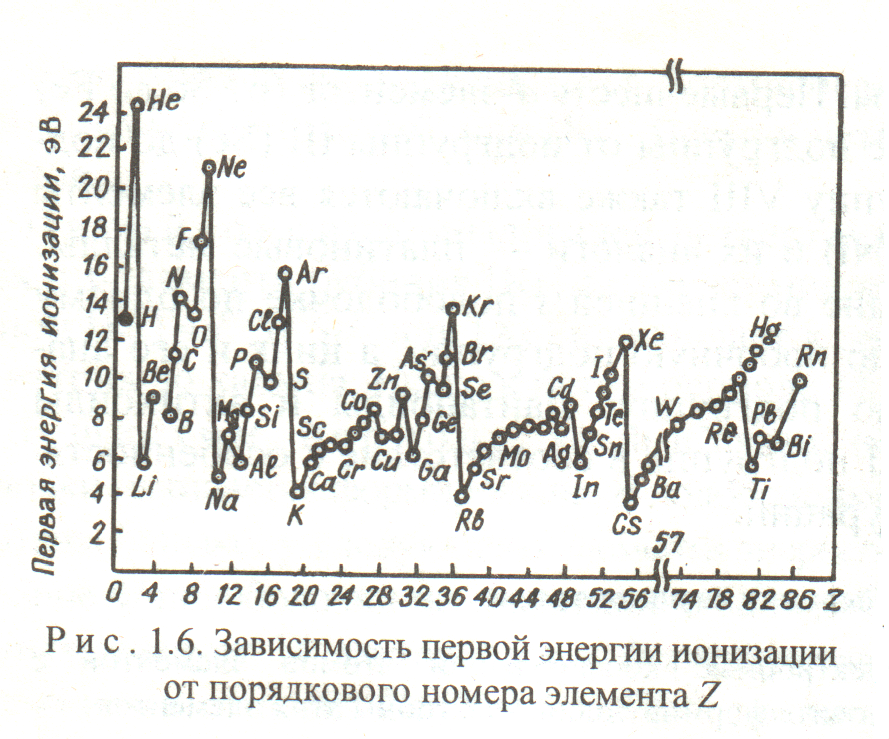 Первая энергия ионизации, эВ
24
22
20
18
16
14
12
10
8
6
4
2
He
Ne
F
N
H
O
C
Be
B
Li
Ar
Cl
P
S
Mg
Si
Al
Na
Kr
Br
As
Se
Zn
Ge
Co
Sc
Ca
Cr
Cu
Ga
K
Xe
I
Cd
Te
Sn
Ag
Mo
Sr
In
Rb
Hg
Rn
W
Re
Pb
Bi
Ba
Ti
Cs
57
0 4 8 12 16 20 24 28 32 36 40 44 48 52 56 74 78 82 86 Z
Рис. 1.6. Зависимость первой энергии ионизации
от порядкового номера элемента Z